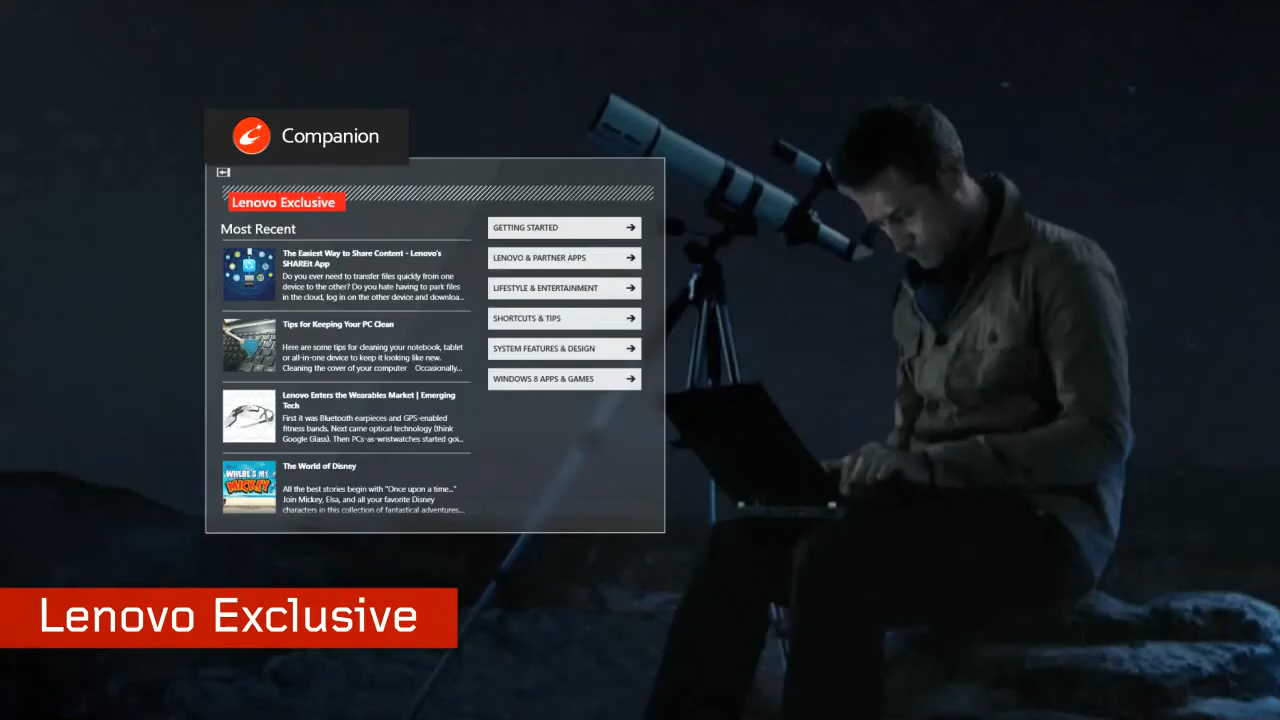 Companion
Lenovo Exclusive
Most Recent
The Easiest Way to Share Content - Lenovo's
SHAREit App
Do you ever need to transfer files quickly from one
device to the other? Do you hate having to park files
in the cloud, log in on the other device and downloa...
Tips for Keeping Your PC Clean
Here are some tips for cleaning your notebook, tablet
or all-in-one device to keep it looking like new.
Cleaning the cover of your computer Occasionally...
Lenovo Enters the Wearables Market | Emerging
Tech
First it was Bluetooth earpieces and GPS-enabled
fitness bands. Next came optical technology (think
Google Glass). Then PCs-as-wristwatches started goi...
WHERE'S MY
MICKEY
The World of Disney
All the best stories begin with "Once upon a time..."
Join Mickey, Elsa, and all your favorite Disney
characters in this collection of fantastical adventures...
GETTING STARTED
LENOVO & PARTNER APPS
LIFESTYLE & ENTERTAINMENT
SHORTCUTS & TIPS
SYSTEM FEATURES & DESIGN
WINDOWS 8 APPS & GAMES
Lenovo Exclusive